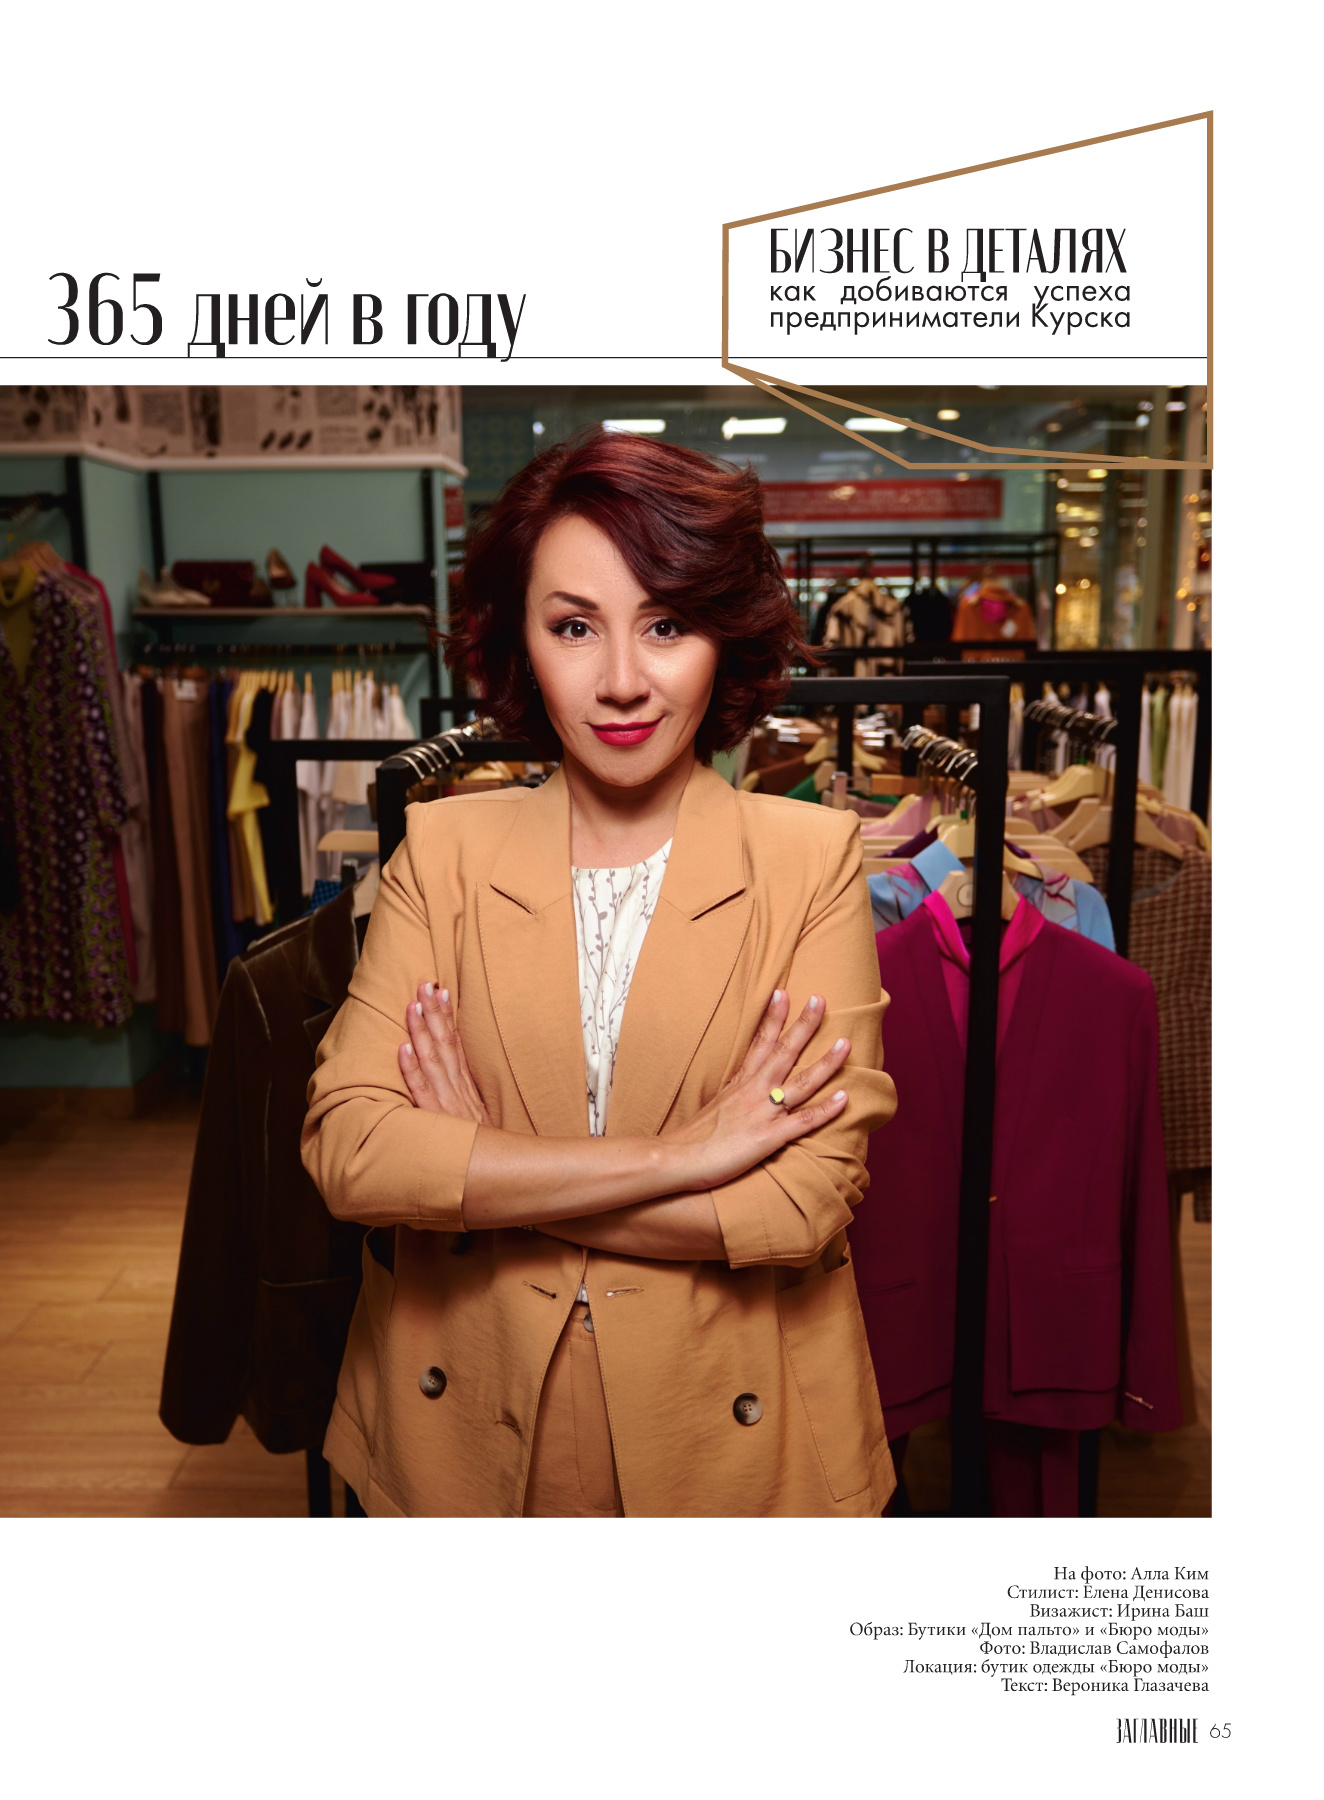 365 дней в году
БИЗНЕС В ДЕТАЛЯХ
как добиваются успеха
предприниматели Курска
На фото: Алла Ким
Стилист: Елена Денисова
Визажист: Ирина Баш
Образ: Бутики «Дом пальто» и «Бюро моды»
Фото: Владислав Самофалов
Локация: бутик одежды «Бюро моды»
Текст: Вероника Глазачева
ЗАГЛАВНЫЕ 65